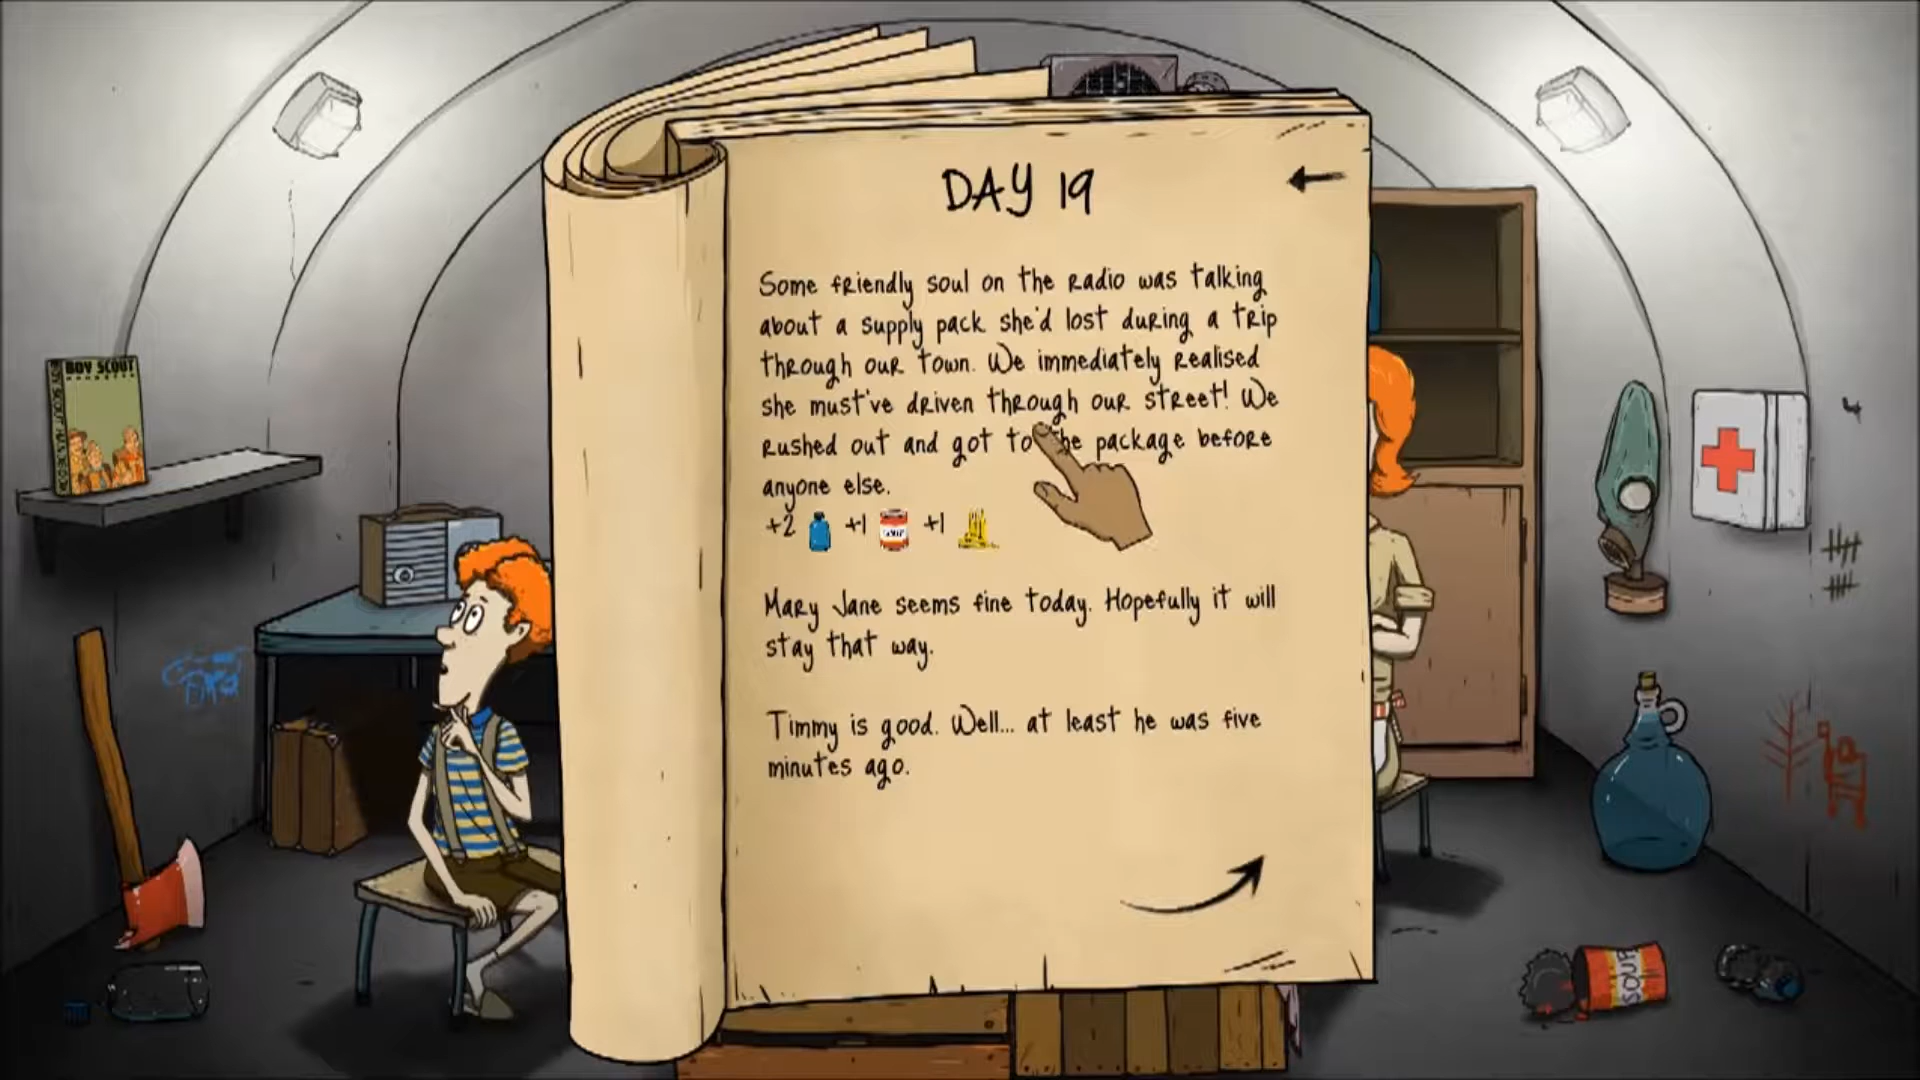 DAY 19
Some friendly soul on the radio was talking
about a supply pack she'd lost during a trip
through our town. We immediately realised
she must've driven through our street! We
rushed out and got to the package before
anyone else.
+2 +1 +1
Mary Jane seems fine today. Hopefully it will
stay that way.
Timmy is good. Well... at least he was five
minutes ago.
BOY SCOUT
SOUP